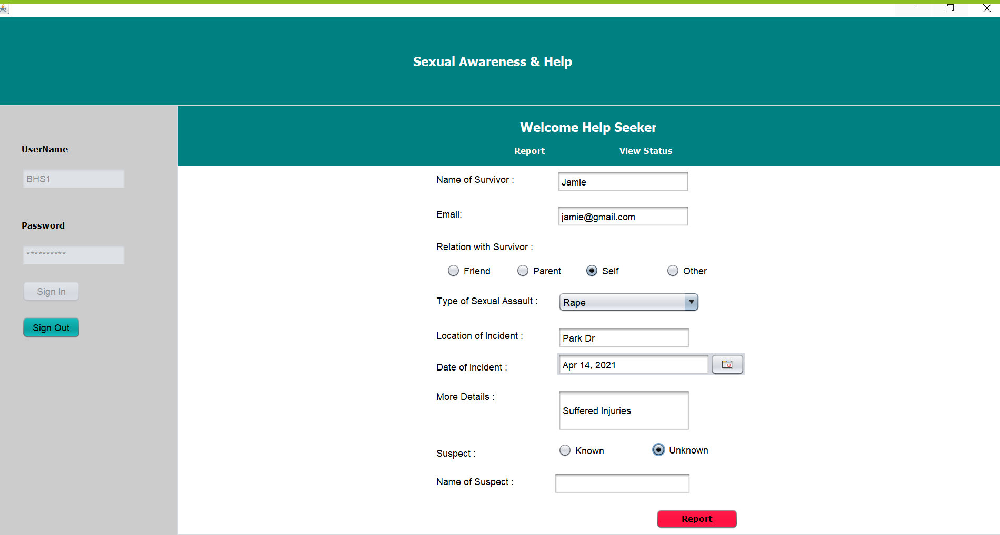 Sexual Awareness & Help
Welcome Help Seeker
Report View Status
UserName
BHS1
Password
**********
Sign In
Sign Out
Name of Survivor : Jamie
Email: jamie@gmail.com
Relation with Survivor :
Friend Parent Self Other
Type of Sexual Assault : Rape
Location of Incident : Park Dr
Date of Incident : Apr 14, 2021
More Details : Suffered Injuries
Suspect : Known Unknown
Name of Suspect :
Report